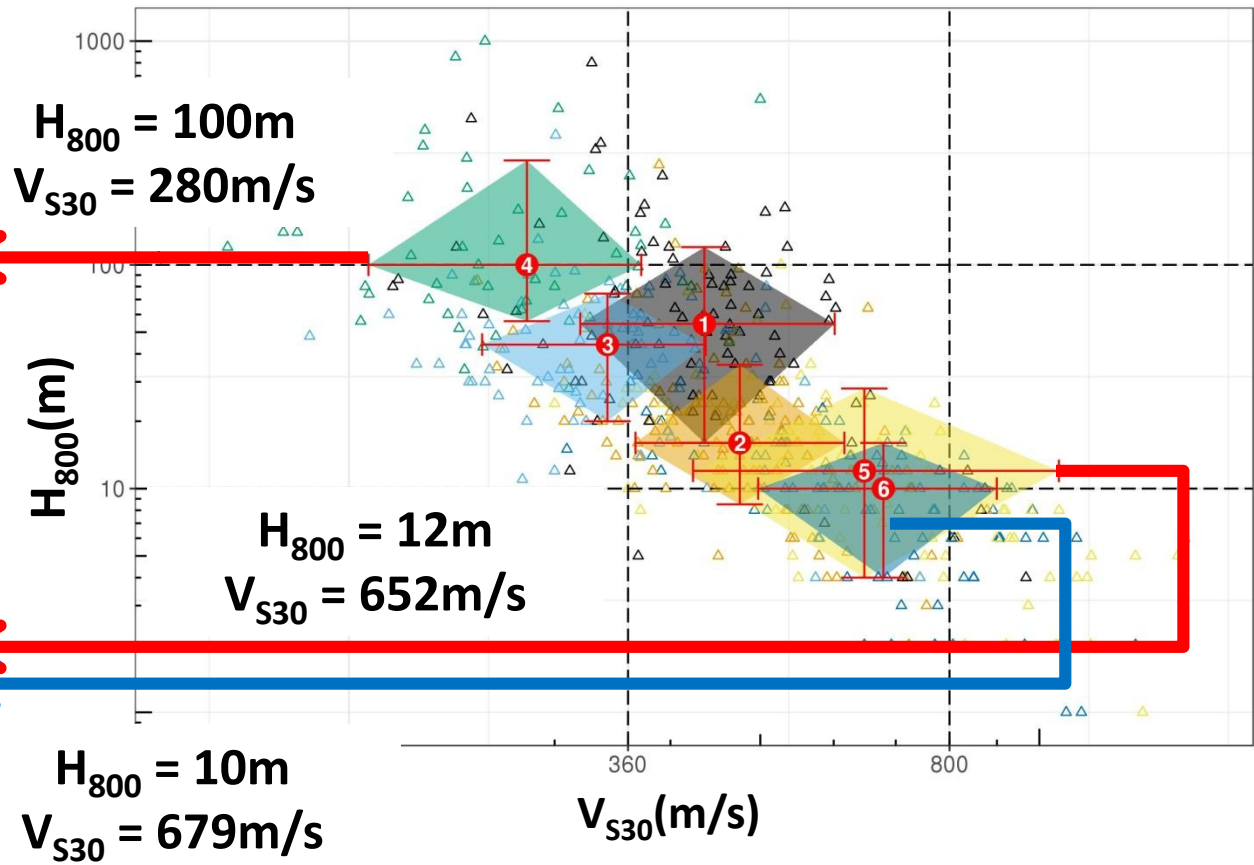 1000
H800 = 100m
VS30 = 280m/s
100
4
1
3
2
5
6
10
H800 = 12m
VS30 = 652m/s
H800 = 10m
VS30 = 679m/s
360
800
H800(m)
VS30(m/s)